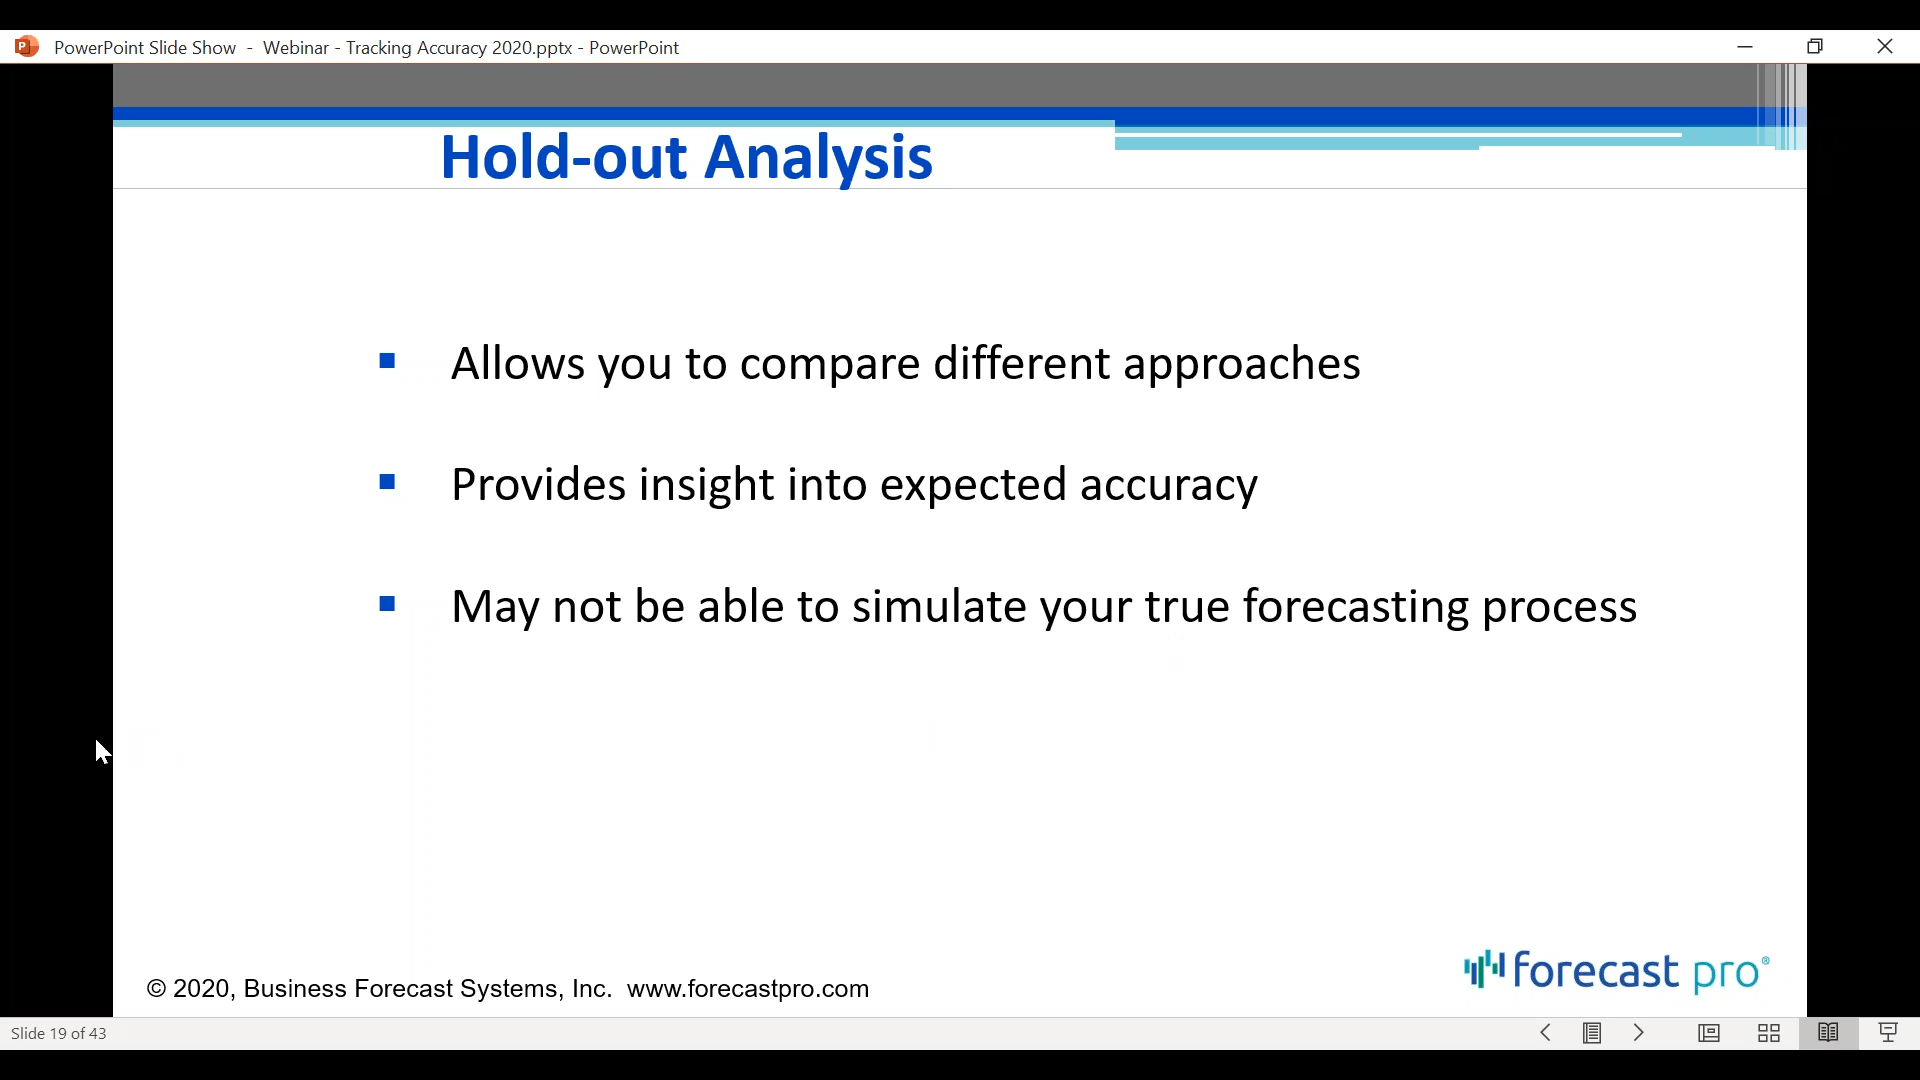 PowerPoint Slide Show - Webinar - Tracking Accuracy 2020.pptx - PowerPoint
Hold-out Analysis
Allows you to compare different approaches
Provides insight into expected accuracy
May not be able to simulate your true forecasting process
forecast pro®
© 2020, Business Forecast Systems, Inc. www.forecastpro.com
Slide 19 of 43